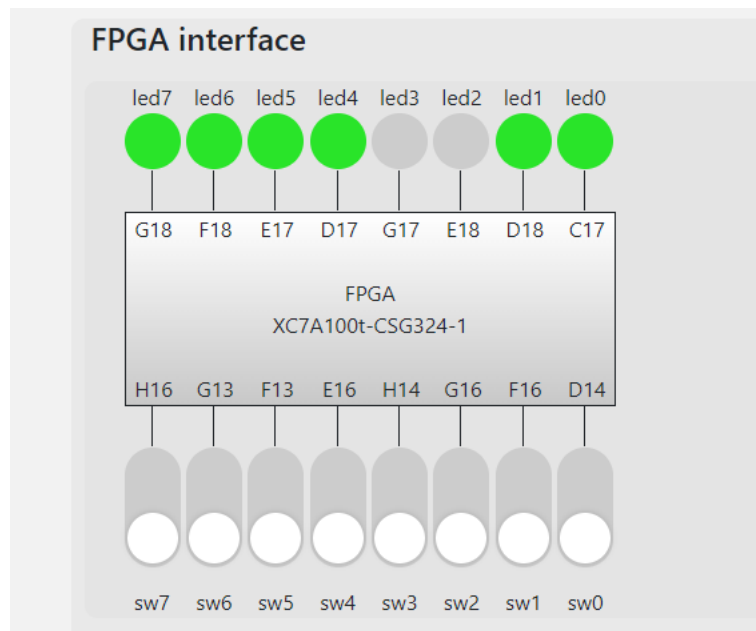 FPGA interface
led7 led6 led5 led4 led3 led2 led1 led0
G18 F18 E17 D17 G17 E18 D18 C17
FPGA
XC7A100t-CSG324-1
H16 G13 F13 E16 H14 G16 F16 D14
sw7 sw6 sw5 sw4 sw3 sw2 sw1 sw0